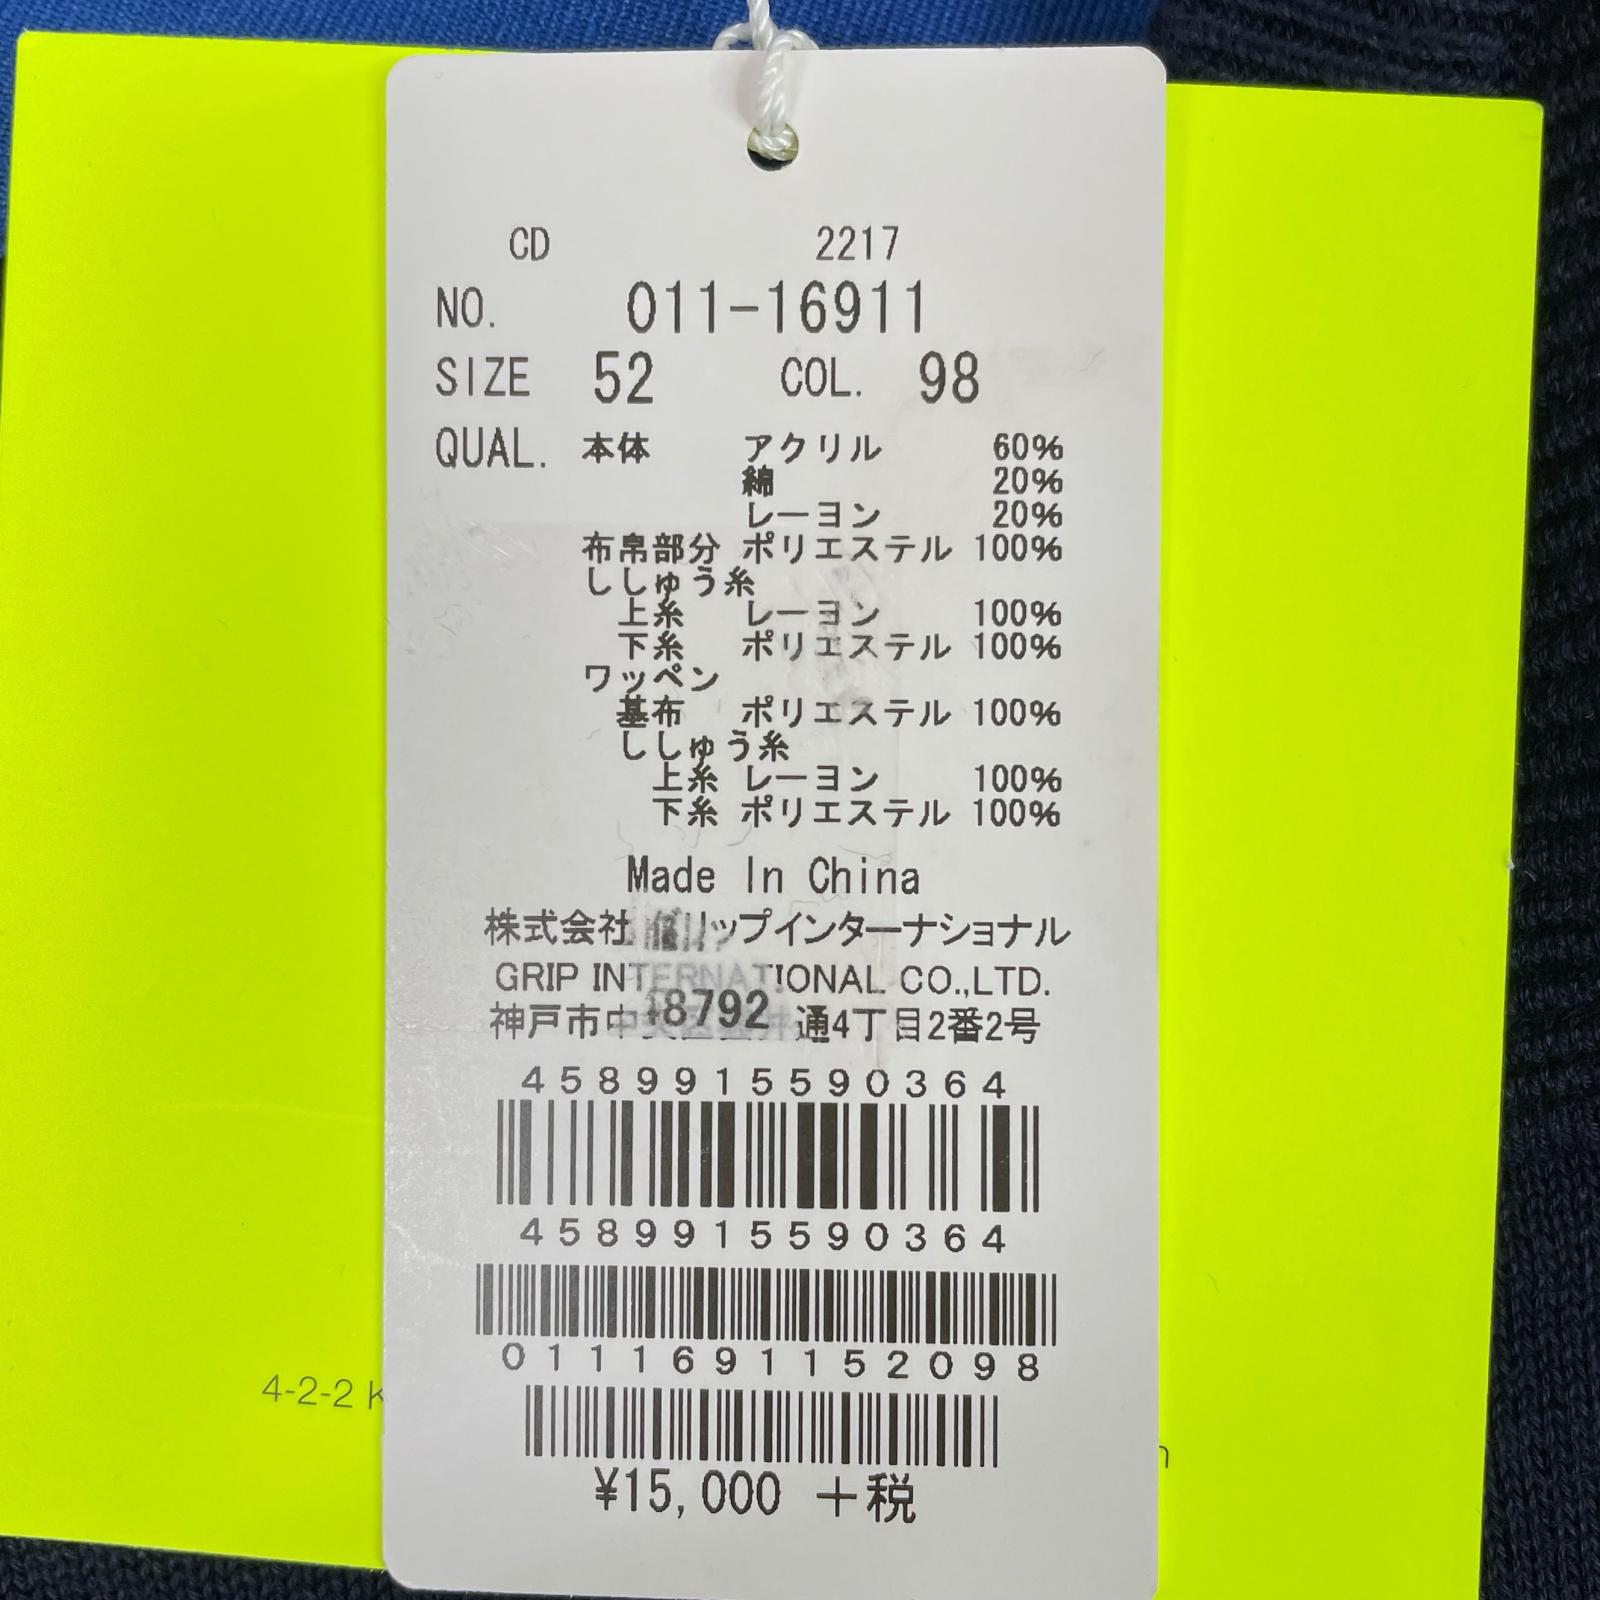 CD 2217
NO. 011-16911
SIZE 52 COL. 98
QUAL. 本体 アクリル 60%
綿 20%
レーヨン 20%
布帛部分 ポリエステル 100%
ししゅう糸
上糸 レーヨン 100%
下糸 ポリエステル 100%
ワッペン
基布 ポリエステル 100%
ししゅう糸
上糸 レーヨン 100%
下糸 ポリエステル 100%
Made In China
株式会社 グリップインターナショナル
GRIP INTERNATIONAL CO.,LTD.
8792
神戸市中 通4丁目2番2号
4589915590364
4589915590364
0111691152098
¥15,000 +税
4-2-2 K